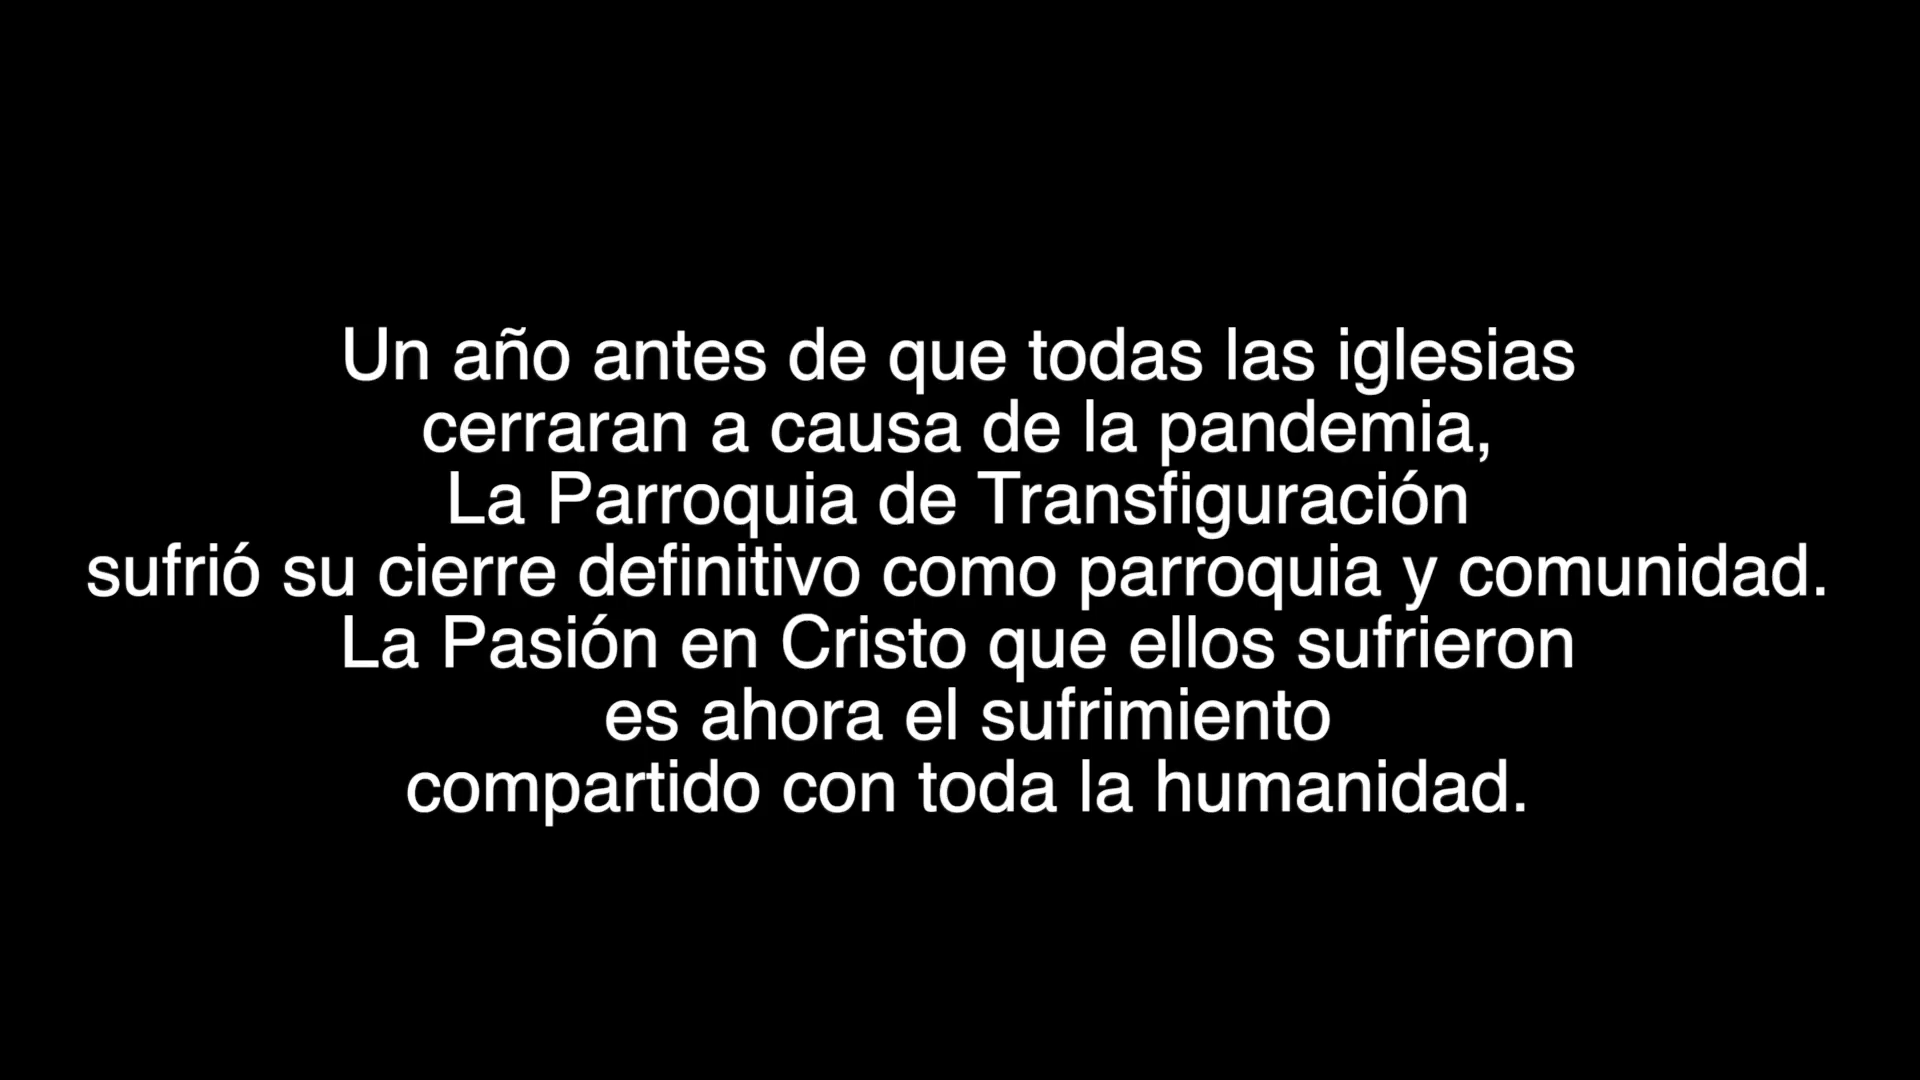 Un año antes de que todas las iglesias
cerraran a causa de la pandemia,
La Parroquia de Transfiguración
sufrió su cierre definitivo como parroquia y comunidad.
La Pasión en Cristo que ellos sufrieron
es ahora el sufrimiento
compartido con toda la humanidad.